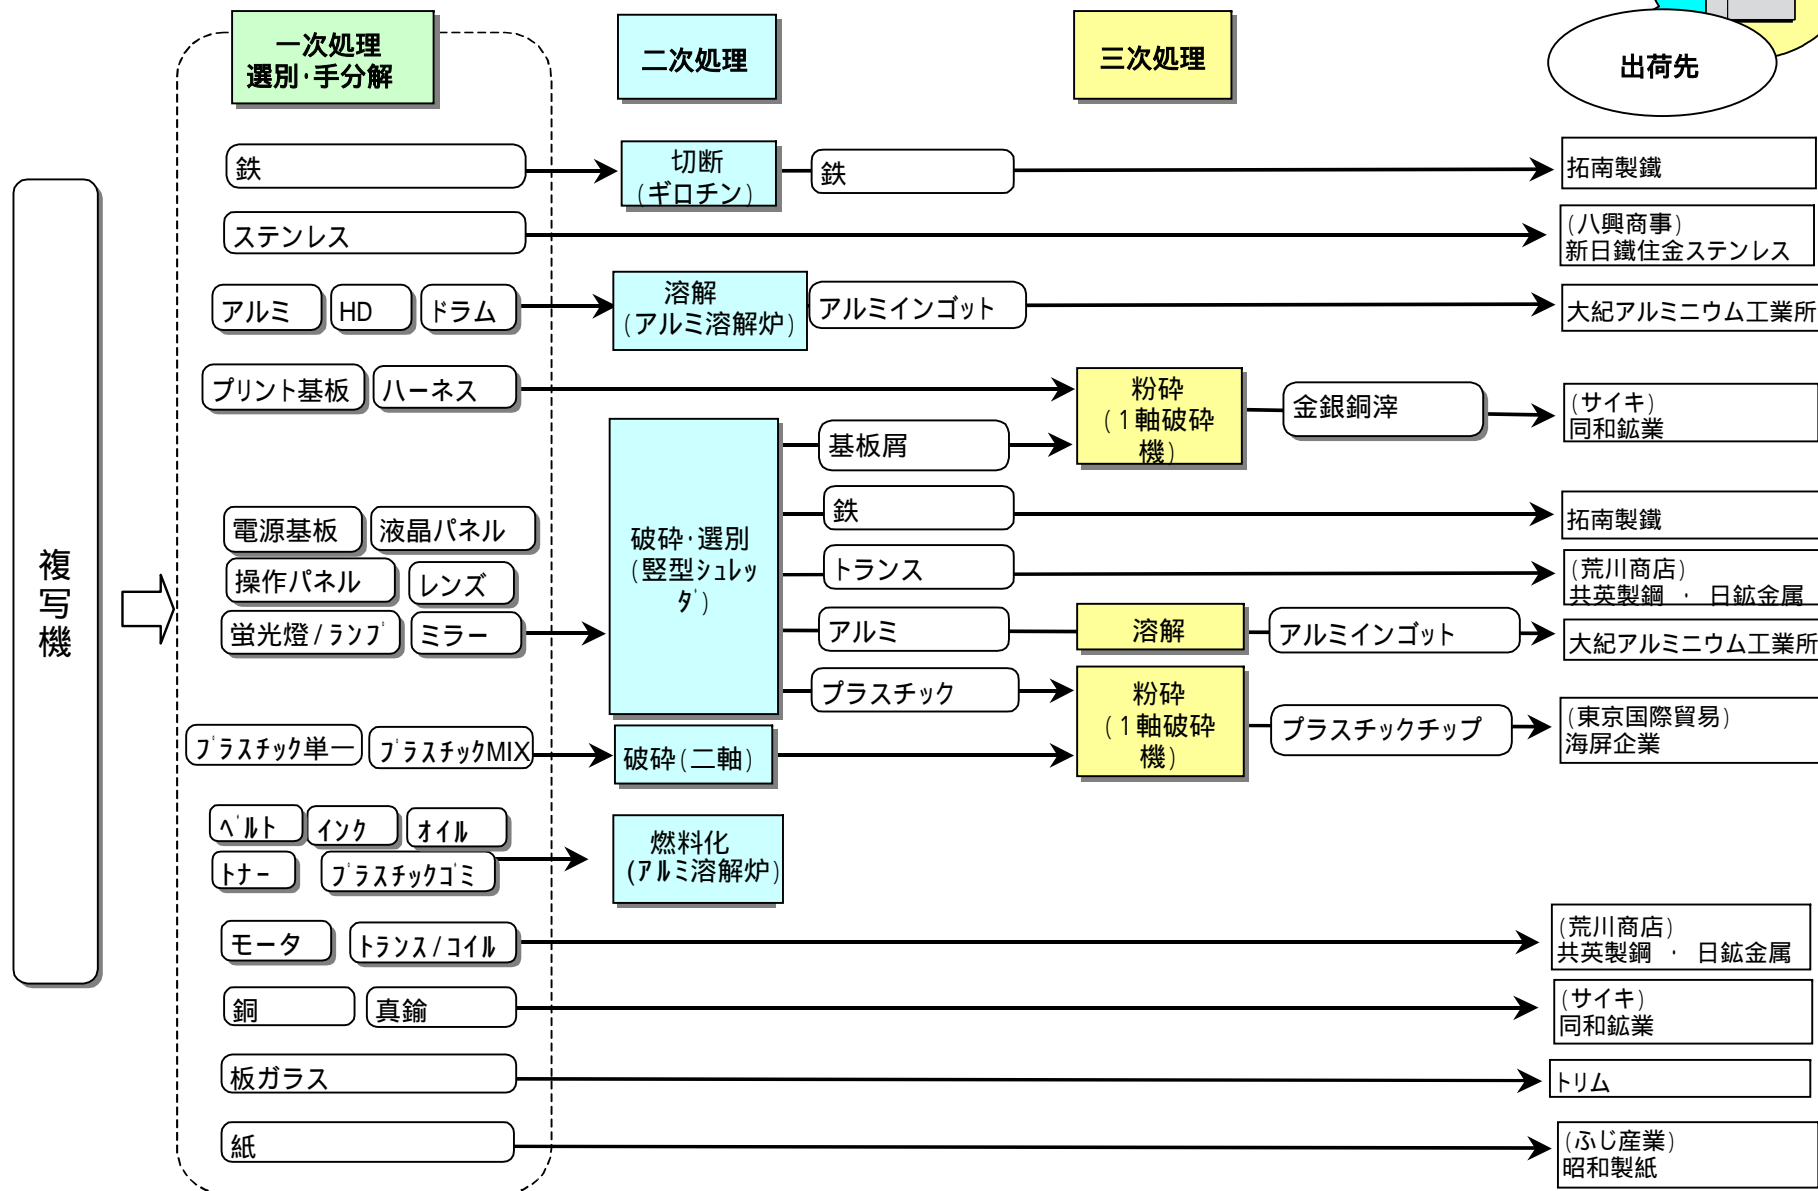 一次処理
選別・手分解
二次処理
三次処理
出荷先
複写機
鉄
切断
(ギロチン)
鉄
拓南製鐵
ステンレス
(八興商事)
新日鐵住金ステンレス
アルミ
HD
ドラム
溶解
(アルミ溶解炉)
アルミインゴット
大紀アルミニウム工業所
プリント基板
ハーネス
粉砕
(1軸破砕
機)
金銀銅滓
(サイキ)
同和鉱業
電源基板
液晶パネル
操作パネル
レンズ
蛍光燈/ランプ
ミラー
破砕・選別
(竪型シュレッ
ダ)
基板屑
鉄
拓南製鐵
トランス
(荒川商店)
共英製鋼 ・ 日鉱金属
アルミ
溶解
アルミインゴット
大紀アルミニウム工業所
プラスチック
粉砕
(1軸破砕
機)
プラスチックチップ
(東京国際貿易)
海屏企業
プラスチック単一
プラスチックMIX
破砕(二軸)
ベルト
インク
オイル
トナー
プラスチックゴミ
燃料化
(アルミ溶解炉)
モータ
トランス/コイル
(荒川商店)
共英製鋼 ・ 日鉱金属
銅
真鍮
(サイキ)
同和鉱業
板ガラス
トリム
紙
(ふじ産業)
昭和製紙